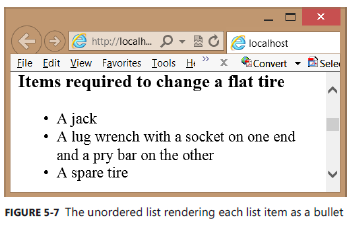 http://localh...
localhost
File Edit View Favorites Tools He » x Convert Selec
Items required to change a flat tire
• A jack
• A lug wrench with a socket on one end
and a pry bar on the other
• A spare tire
FIGURE 5-7 The unordered list rendering each list item as a bullet